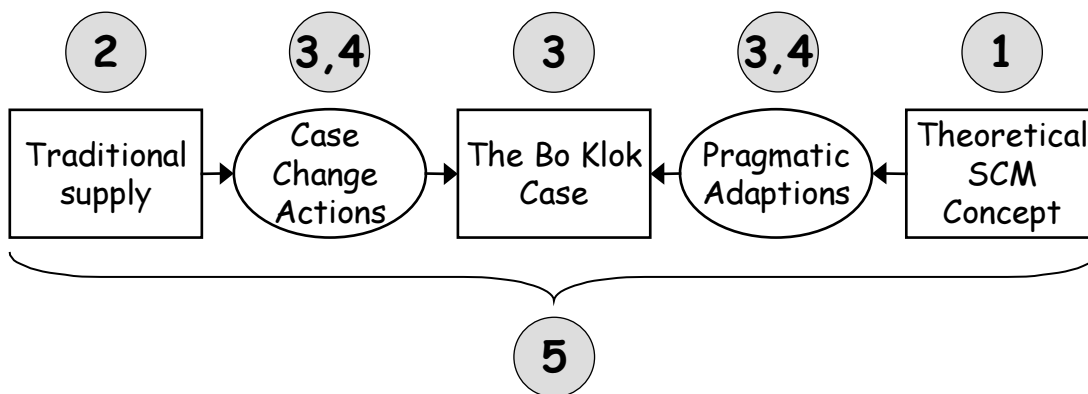 2
3,4
3
3,4
1
Traditional
supply
Case
Change
Actions
The Bo Klok
Case
Pragmatic
Adaptions
Theoretical
SCM
Concept
5